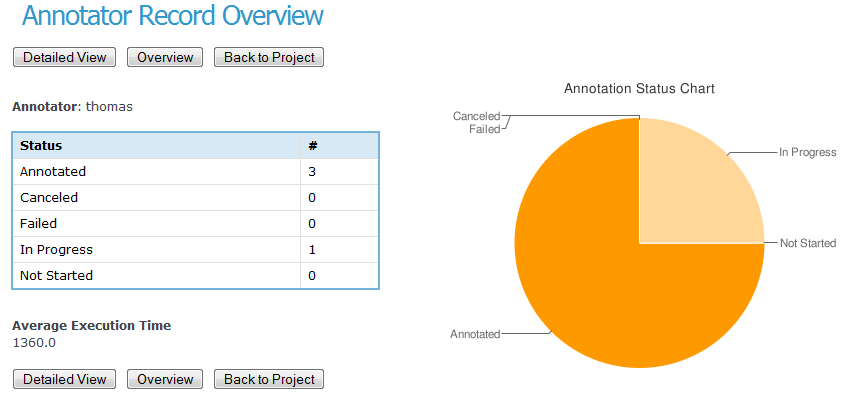 Annotator Record Overview
Detailed View Overview Back to Project
Annotator: thomas
Status #
Annotated 3
Canceled 0
Failed 0
In Progress 1
Not Started 0
Average Execution Time
1360.0
Detailed View Overview Back to Project
Annotation Status Chart
Canceled
Failed
In Progress
Not Started
Annotated